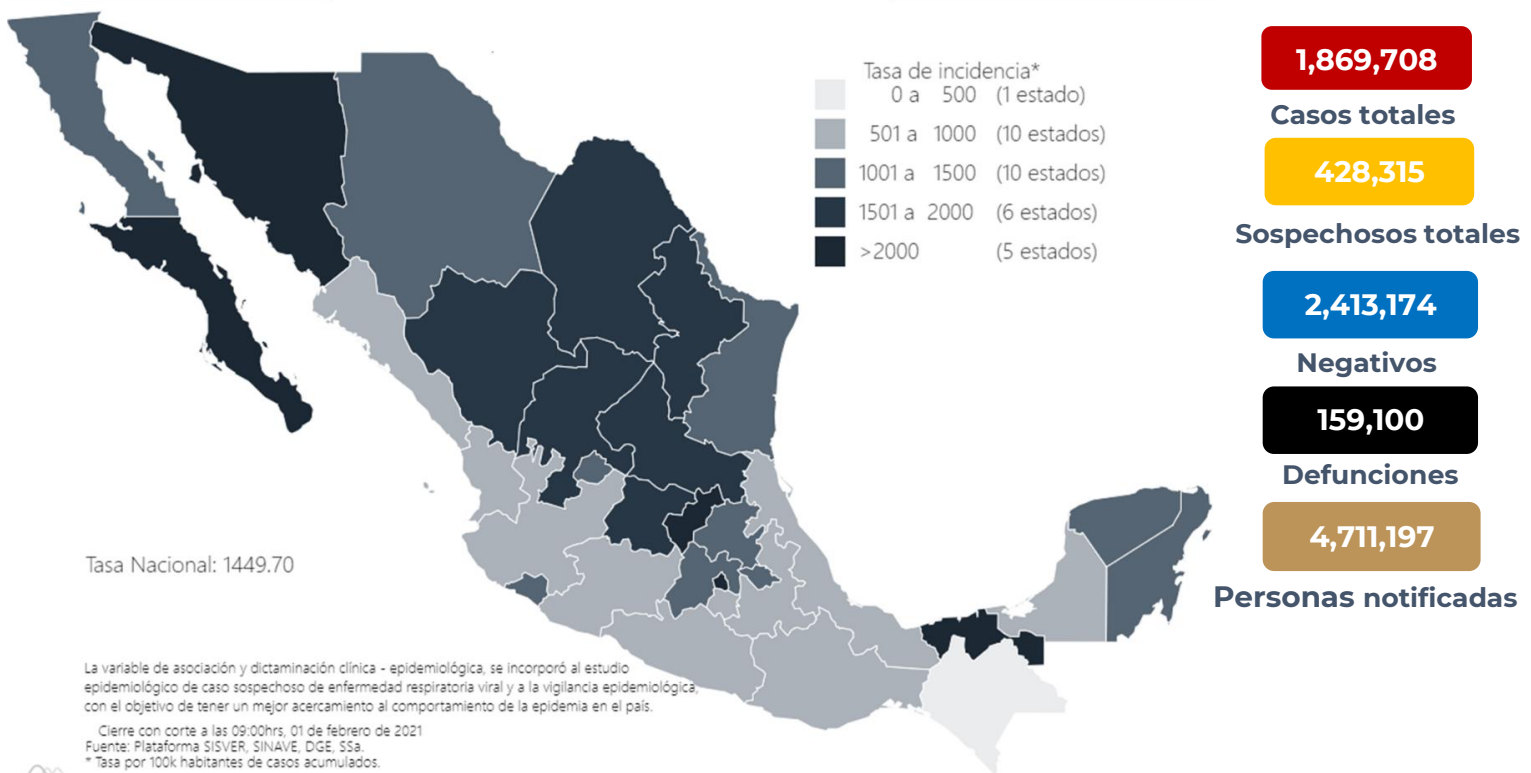 Tasa de incidencia*
0 a 500 (1 estado)
501 a 1000 (10 estados)
1001 a 1500 (10 estados)
1501 a 2000 (6 estados)
>2000 (5 estados)
Tasa Nacional: 1449.70
La variable de asociación y dictaminación clínica - epidemiológica, se incorporó al estudio
epidemiológico de caso sospechoso de enfermedad respiratoria viral y a la vigilancia epidemiológica,
con el objetivo de tener un mejor acercamiento al comportamiento de la epidemia en el país.
Cierre con corte a las 09:00hrs, 01 de febrero de 2021
Fuente: Plataforma SISVER, SINAVE, DGE, SSa.
* Tasa por 100k habitantes de casos acumulados.
1,869,708
Casos totales
428,315
Sospechosos totales
2,413,174
Negativos
159,100
Defunciones
4,711,197
Personas notificadas